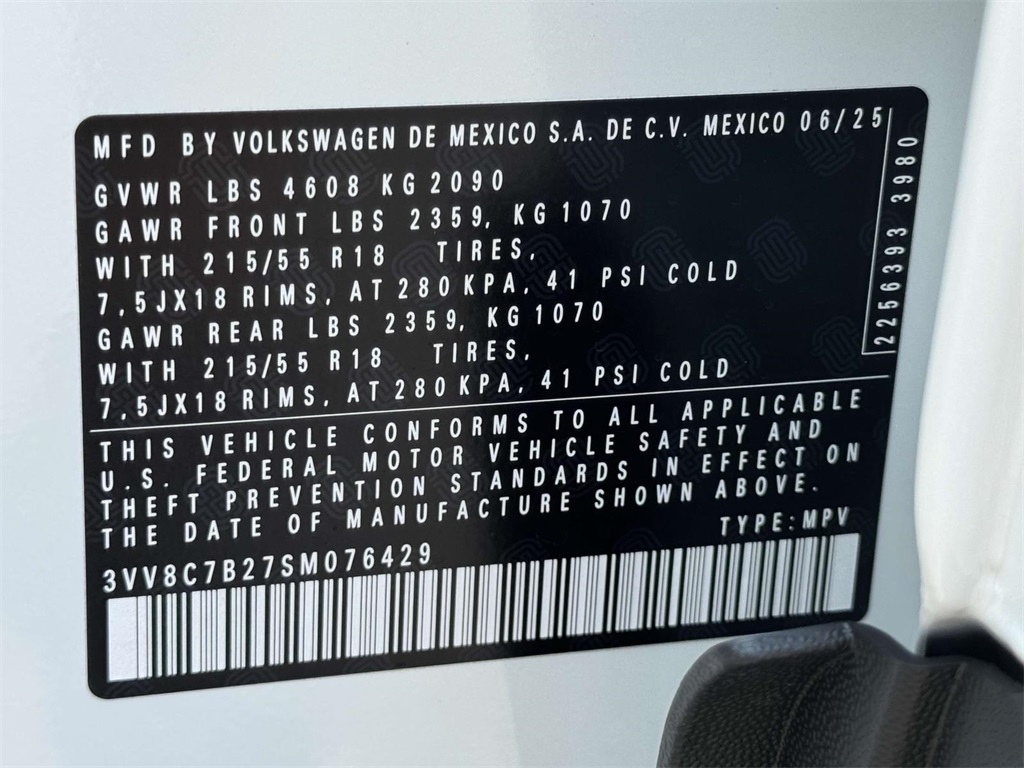 MFD BY VOLKSWAGEN DE MEXICO S.A. DE C.V. MEXICO 06/25
GVWR LBS 4608 KG 2090
GAWR FRONT LBS 2359, KG 1070
WITH 215/55 R18 TIRES,
7,5JX18 RIMS, AT 280 KPA, 41 PSI COLD
GAWR REAR LBS 2359, KG 1070
WITH 215/55 R18 TIRES,
7,5JX18 RIMS, AT 280 KPA, 41 PSI COLD
2256393 3980
THIS VEHICLE CONFORMS TO ALL APPLICABLE
U.S. FEDERAL MOTOR VEHICLE SAFETY AND
THEFT PREVENTION STANDARDS IN EFFECT ON
THE DATE OF MANUFACTURE SHOWN ABOVE.
TYPE: MPV
3VV8C7B27SM076429